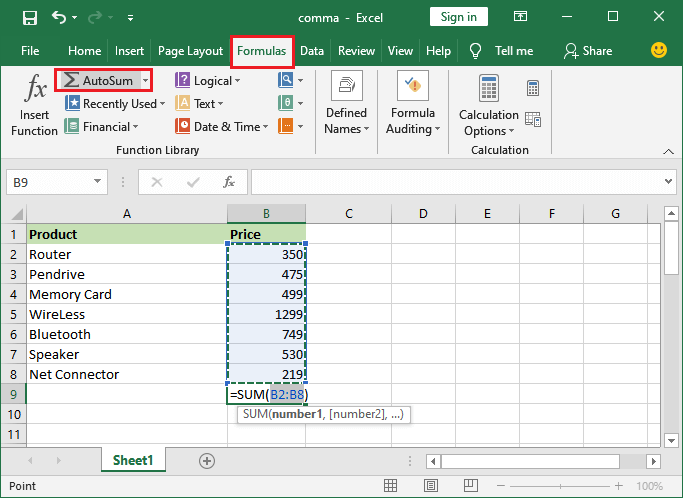 comma - Excel
Sign in
File Home Insert Page Layout Formulas Data Review View Help Tell me Share
fx
Insert
Function
Σ AutoSum
Recently Used
Financial
Logical
Text
Date & Time
θ
Function Library
Defined
Names
Formula
Auditing
Calculation
Options
Calculation
B9 fx
A B C D E F G
1 Product Price
2 Router 350
3 Pendrive 475
4 Memory Card 499
5 WireLess 1299
6 Bluetooth 749
7 Speaker 530
8 Net Connector 219
9 =SUM(B2:B8)
10 SUM(number1, [number2], ...)
11
Sheet1
Point 100%